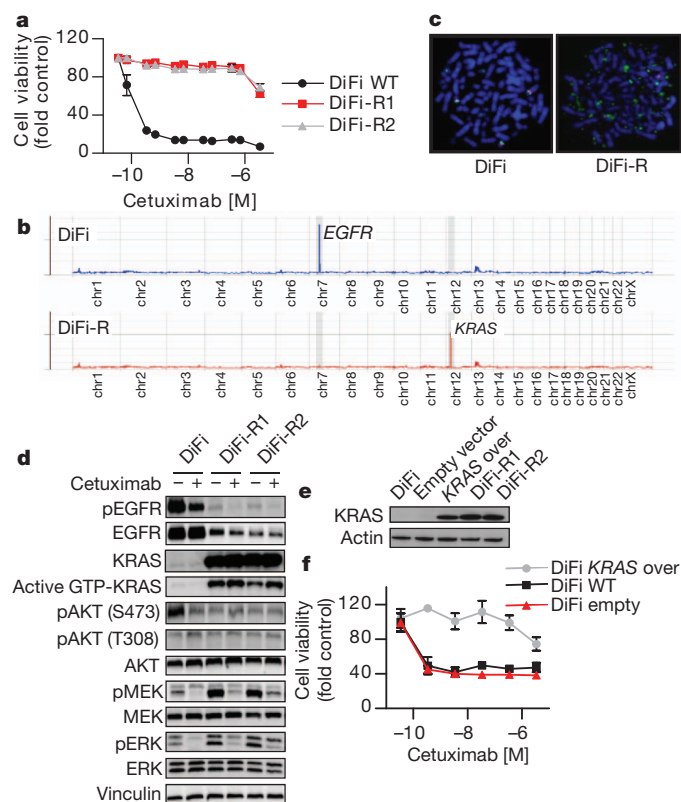 a
120
80
40
0
Cell viability
(fold control)
–10
–8
–6
Cetuximab [M]
DiFi WT
DiFi-R1
DiFi-R2
c
DiFi
DiFi-R
b
DiFi
EGFR
chr1 chr2 chr3 chr4 chr5 chr6 chr7 chr8 chr9 chr10 chr11 chr12 chr13 chr14 chr15 chr16 chr17 chr18 chr19 chr20 chr21 chr22 chrX
DiFi-R
KRAS
chr1 chr2 chr3 chr4 chr5 chr6 chr7 chr8 chr9 chr10 chr11 chr12 chr13 chr14 chr15 chr16 chr17 chr18 chr19 chr20 chr21 chr22 chrX
d
DiFi DiFi-R1 DiFi-R2
Cetuximab – + – + – +
pEGFR
EGFR
KRAS
Active GTP-KRAS
pAKT (S473)
pAKT (T308)
AKT
pMEK
MEK
pERK
ERK
Vinculin
e
DiFi
Empty vector
KRAS over
DiFi-R1
DiFi-R2
KRAS
Actin
f
DiFi KRAS over
DiFi WT
DiFi empty
120
80
40
0
Cell viability
(fold control)
–10
–8
–6
Cetuximab [M]